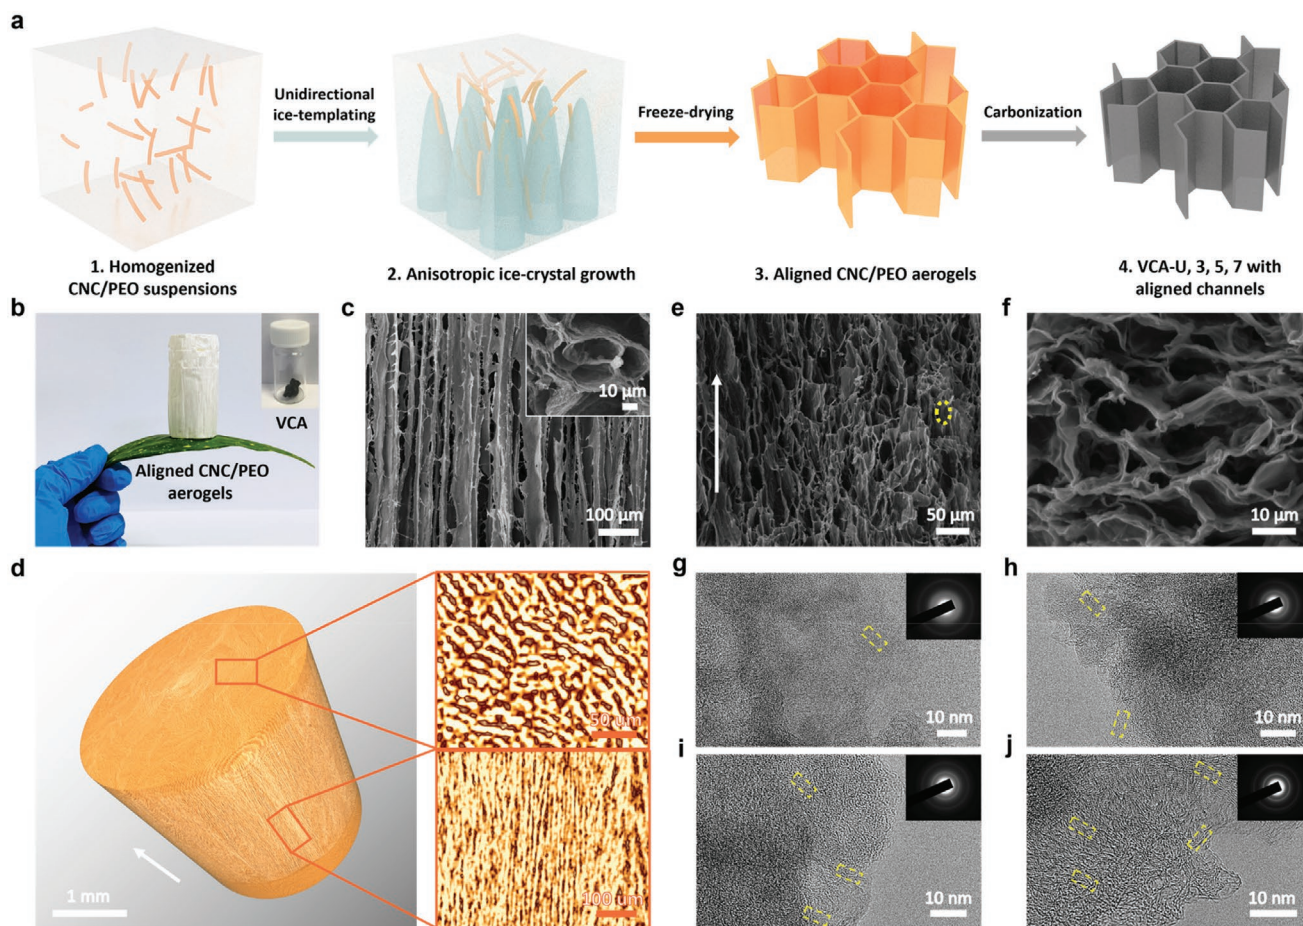 a
Unidirectional
ice-templating
Freeze-drying
Carbonization
1. Homogenized
CNC/PEO suspensions
2. Anisotropic ice-crystal growth
3. Aligned CNC/PEO aerogels
4. VCA-U, 3, 5, 7 with
aligned channels
b
VCA
Aligned CNC/PEO
aerogels
c
10 μm
100 μm
e
50 μm
f
10 μm
d
1 mm
50 um
100 um
g
10 nm
h
10 nm
i
10 nm
j
10 nm